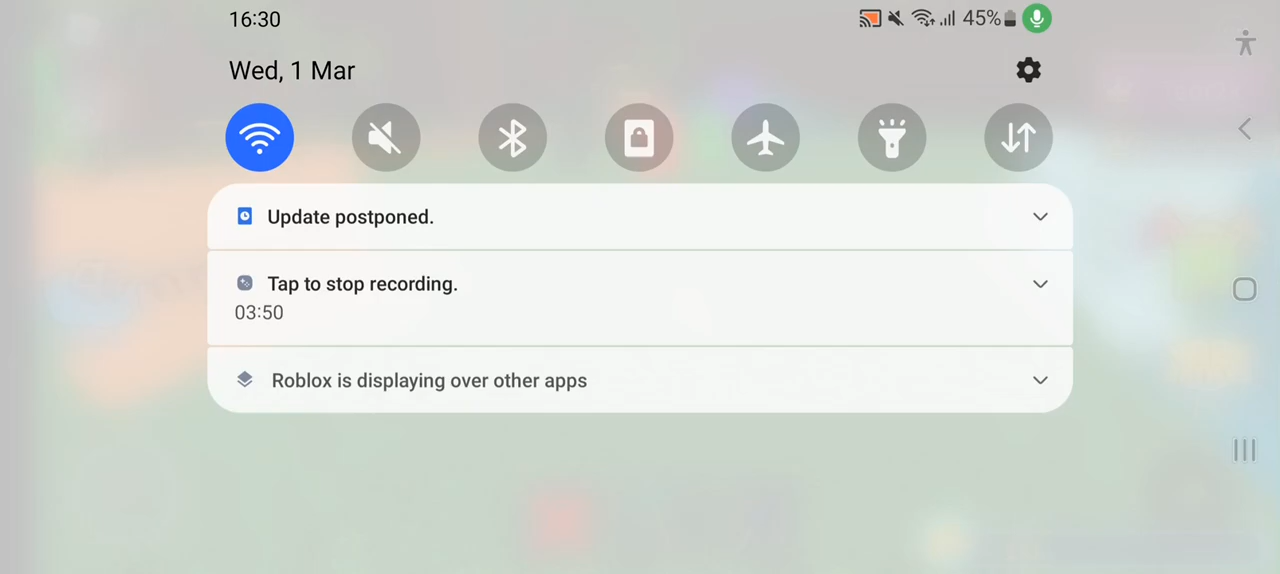 16:30
45%
Wed, 1 Mar
Update postponed.
Tap to stop recording.
03:50
Roblox is displaying over other apps